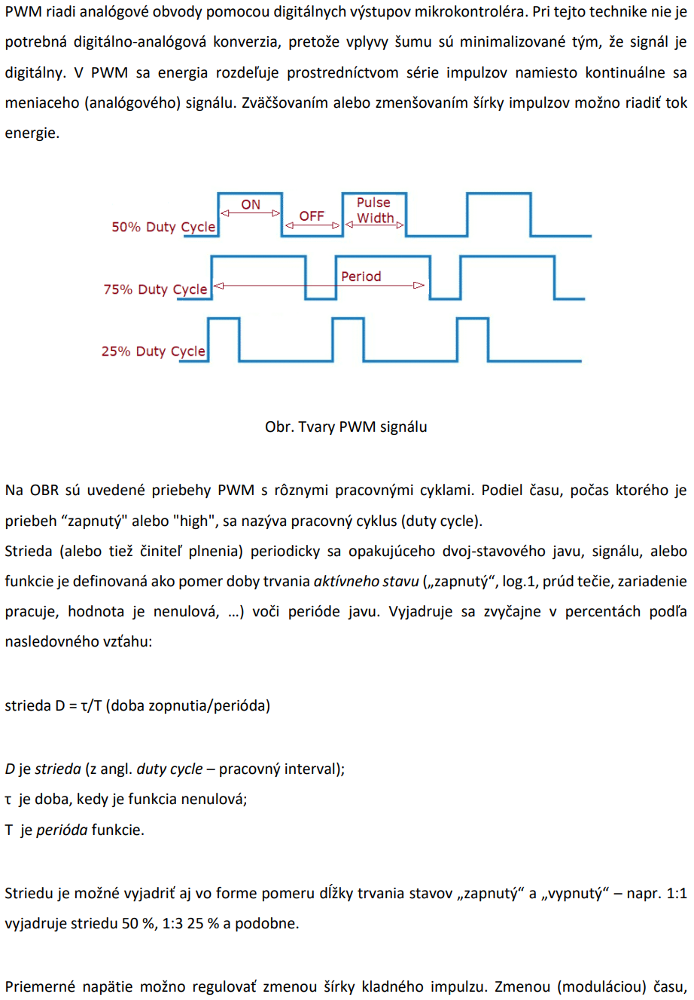 PWM riadi analógové obvody pomocou digitálnych výstupov mikrokontroléra. Pri tejto technike nie je
potrebná digitálno-analógová konverzia, pretože vplyvy šumu sú minimalizované tým, že signál je
digitálny. V PWM sa energia rozdeľuje prostredníctvom série impulzov namiesto kontinuálne sa
meniaceho (analógového) signálu. Zväčšovaním alebo zmenšovaním šírky impulzov možno riadiť tok
energie.
ON
OFF
Pulse
Width
50% Duty Cycle
Period
75% Duty Cycle
25% Duty Cycle
Obr. Tvary PWM signálu
Na OBR sú uvedené priebehy PWM s rôznymi pracovnými cyklami. Podiel času, počas ktorého je
priebeh “zapnutý" alebo "high", sa nazýva pracovný cyklus (duty cycle).
Strieda (alebo tiež činiteľ plnenia) periodicky sa opakujúceho dvoj-stavového javu, signálu, alebo
funkcie je definovaná ako pomer doby trvania aktívneho stavu („zapnutý“, log.1, prúd tečie, zariadenie
pracuje, hodnota je nenulová, …) voči perióde javu. Vyjadruje sa zvyčajne v percentách podľa
nasledovného vzťahu:
strieda D = τ/T (doba zopnutia/perióda)
D je strieda (z angl. duty cycle – pracovný interval);
τ je doba, kedy je funkcia nenulová;
T je perióda funkcie.
Striedu je možné vyjadriť aj vo forme pomeru dĺžky trvania stavov „zapnutý“ a „vypnutý“ – napr. 1:1
vyjadruje striedu 50 %, 1:3 25 % a podobne.
Priemerné napätie možno regulovať zmenou šírky kladného impulzu. Zmenou (moduláciou) času,